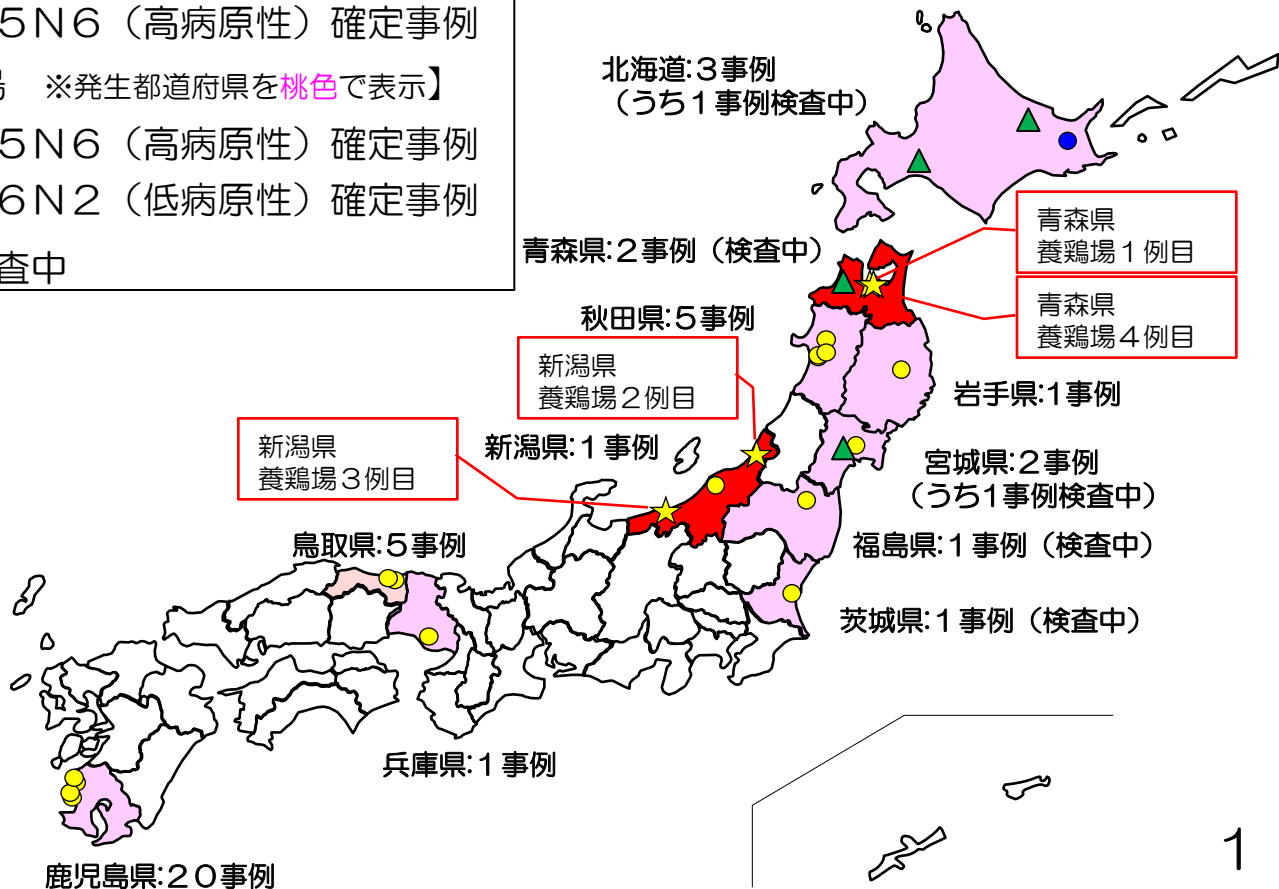 5N6（高病原性）確定事例
場　※発生都道府県を桃色で表示】
5N6（高病原性）確定事例
6N2（低病原性）確定事例
査中
北海道:３事例
（うち１事例検査中）
青森県:２事例（検査中）
青森県
養鶏場１例目
青森県
養鶏場４例目
秋田県:５事例
新潟県
養鶏場２例目
岩手県:１事例
新潟県
養鶏場３例目
新潟県:１事例
宮城県:２事例
（うち１事例検査中）
福島県:１事例（検査中）
鳥取県:５事例
茨城県:１事例（検査中）
兵庫県:１事例
鹿児島県:２０事例
1